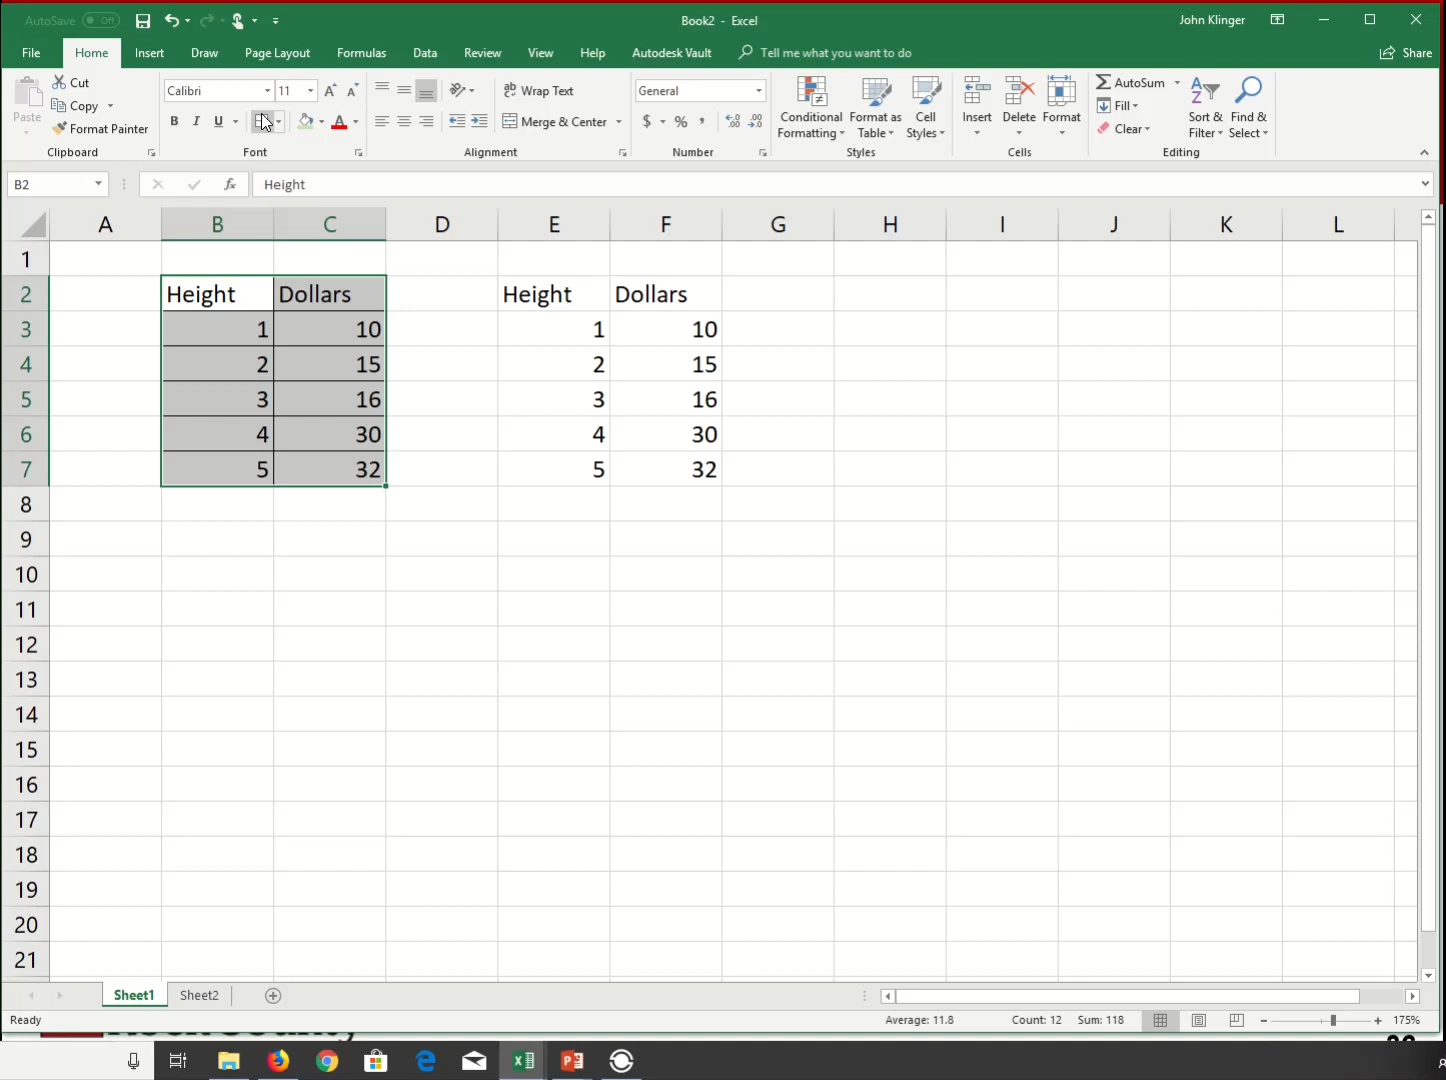 AutoSave Off Book2 - Excel John Klinger
File Home Insert Draw Page Layout Formulas Data Review View Help Autodesk Vault Tell me what you want to do Share
Paste Cut Copy Format Painter Clipboard
Calibri 11 B I U A Font
Wrap Text Merge & Center Alignment
General $ % , Number
Conditional Formatting Format as Table Cell Styles Styles
Insert Delete Format Cells
AutoSum Fill Clear Sort & Filter Find & Select Editing
B2 fx Height
A B C D E F G H I J K L
1
2 Height Dollars Height Dollars
3 1 10 1 10
4 2 15 2 15
5 3 16 3 16
6 4 30 4 30
7 5 32 5 32
8
9
10
11
12
13
14
15
16
17
18
19
20
21
Sheet1 Sheet2
Ready Average: 11.8 Count: 12 Sum: 118 175%